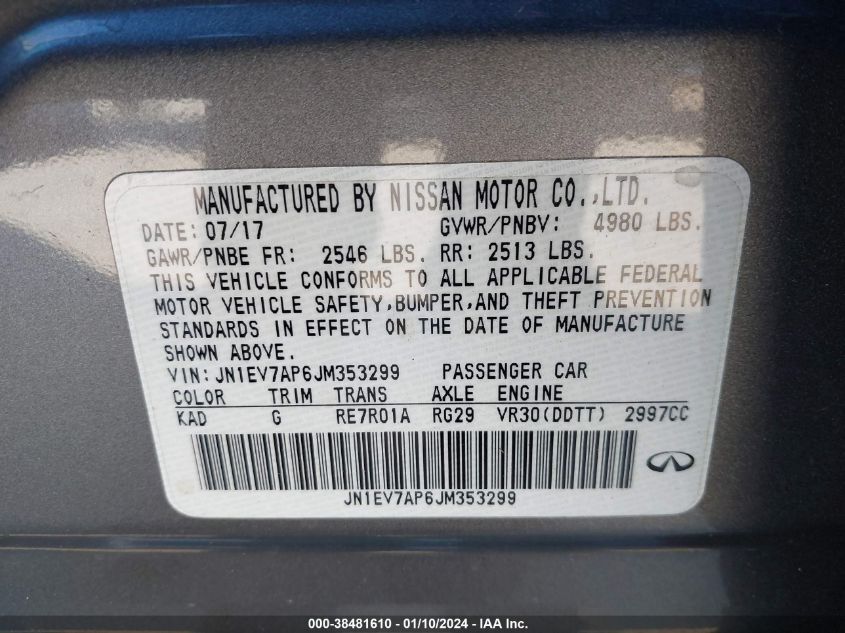 MANUFACTURED BY NISSAN MOTOR CO.,LTD.
DATE: 07/17 GVWR/PNBV: 4980 LBS.
GAWR/PNBE FR: 2546 LBS. RR: 2513 LBS.
THIS VEHICLE CONFORMS TO ALL APPLICABLE FEDERAL
MOTOR VEHICLE SAFETY,BUMPER,AND THEFT PREVENTION
STANDARDS IN EFFECT ON THE DATE OF MANUFACTURE
SHOWN ABOVE.
VIN:JN1EV7AP6JM353299 PASSENGER CAR
COLOR TRIM TRANS AXLE ENGINE
KAD G RE7R01A RG29 VR30(DDTT) 2997CC
JN1EV7AP6JM353299
000-38481610 - 01/10/2024 - IAA Inc.